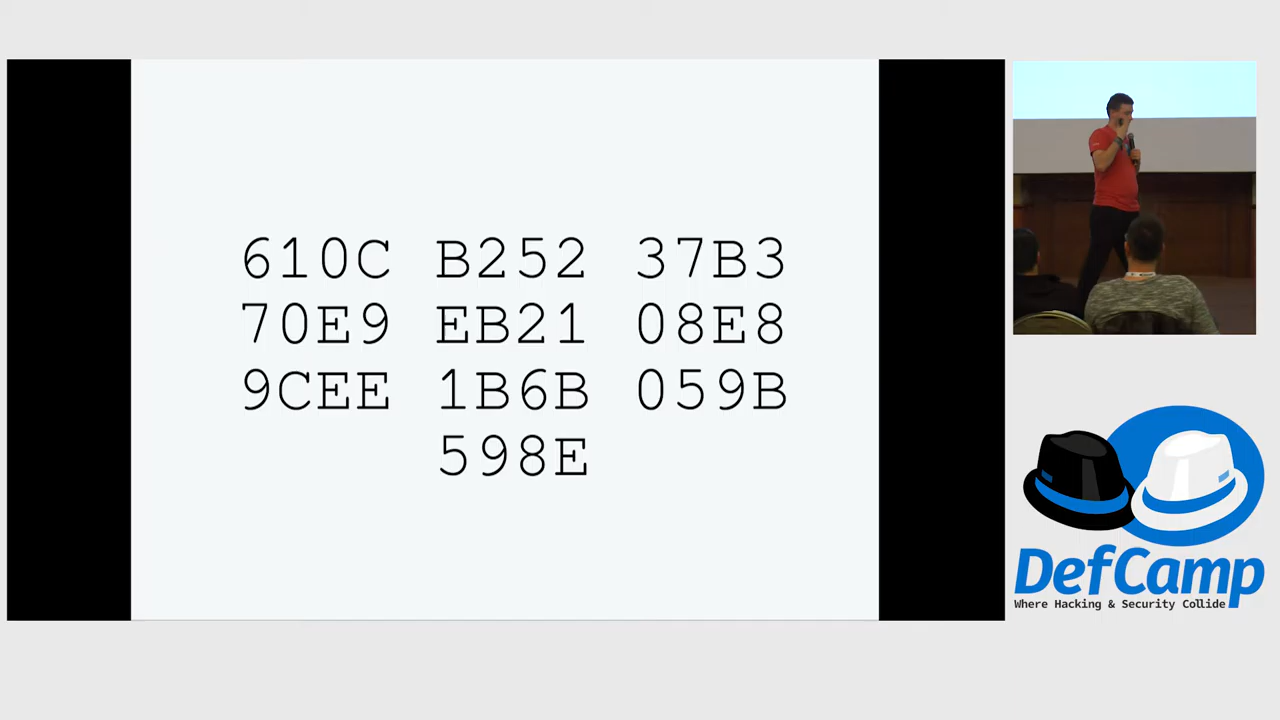 610C B252 37B3
70E9 EB21 08E8
9CEE 1B6B 059B
598E
DefCamp
Where Hacking & Security Collide